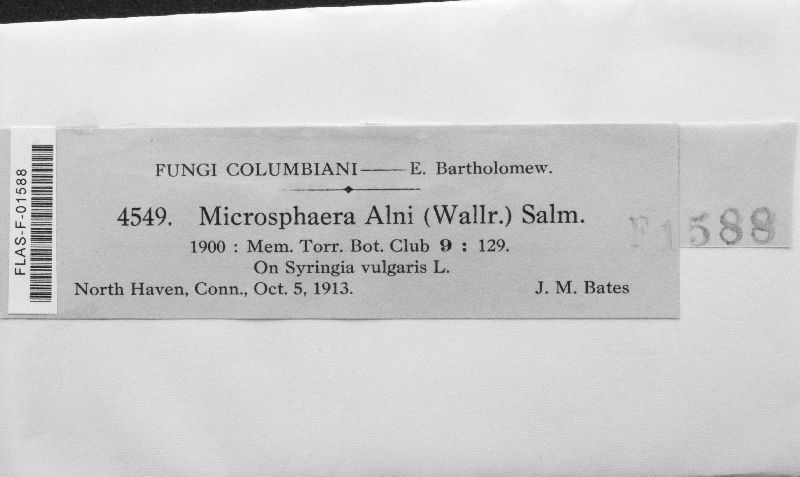 FUNGI COLUMBIANI—— E. Bartholomew.
4549. Microsphaera Alni (Wallr.) Salm.
1900 : Mem. Torr. Bot. Club 9 : 129.
On Syringia vulgaris L.
North Haven, Conn., Oct. 5, 1913. J. M. Bates
FLAS-F-01588
F1588